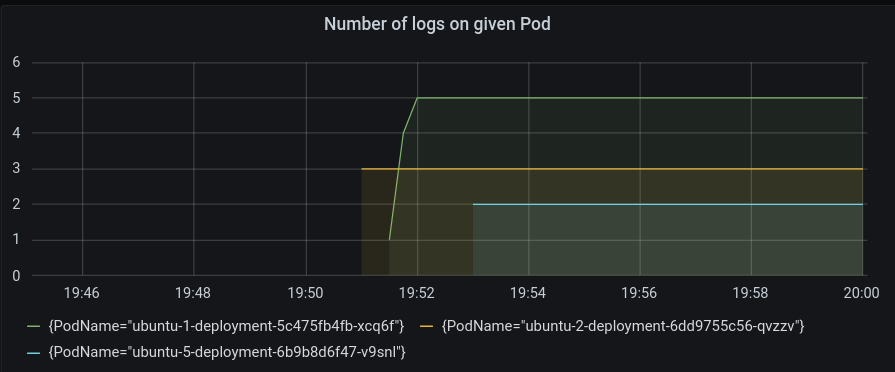 Number of logs on given Pod
6
5
4
3
2
1
0
19:46 19:48 19:50 19:52 19:54 19:56 19:58 20:00
{PodName="ubuntu-1-deployment-5c475fb4fb-xcq6f"} {PodName="ubuntu-2-deployment-6dd9755c56-qvzzv"}
{PodName="ubuntu-5-deployment-6b9b8d6f47-v9snl"}